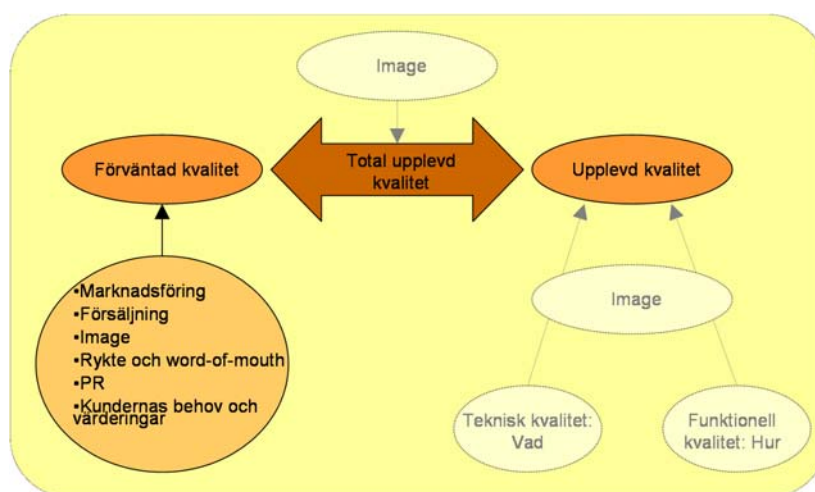 Image
Förväntad kvalitet
Total upplevd
kvalitet
Upplevd kvalitet
•Marknadsföring
•Försäljning
•Image
•Rykte och word-of-mouth
•PR
•Kundernas behov och
värderingar
Image
Teknisk kvalitet:
Vad
Funktionell
kvalitet: Hur